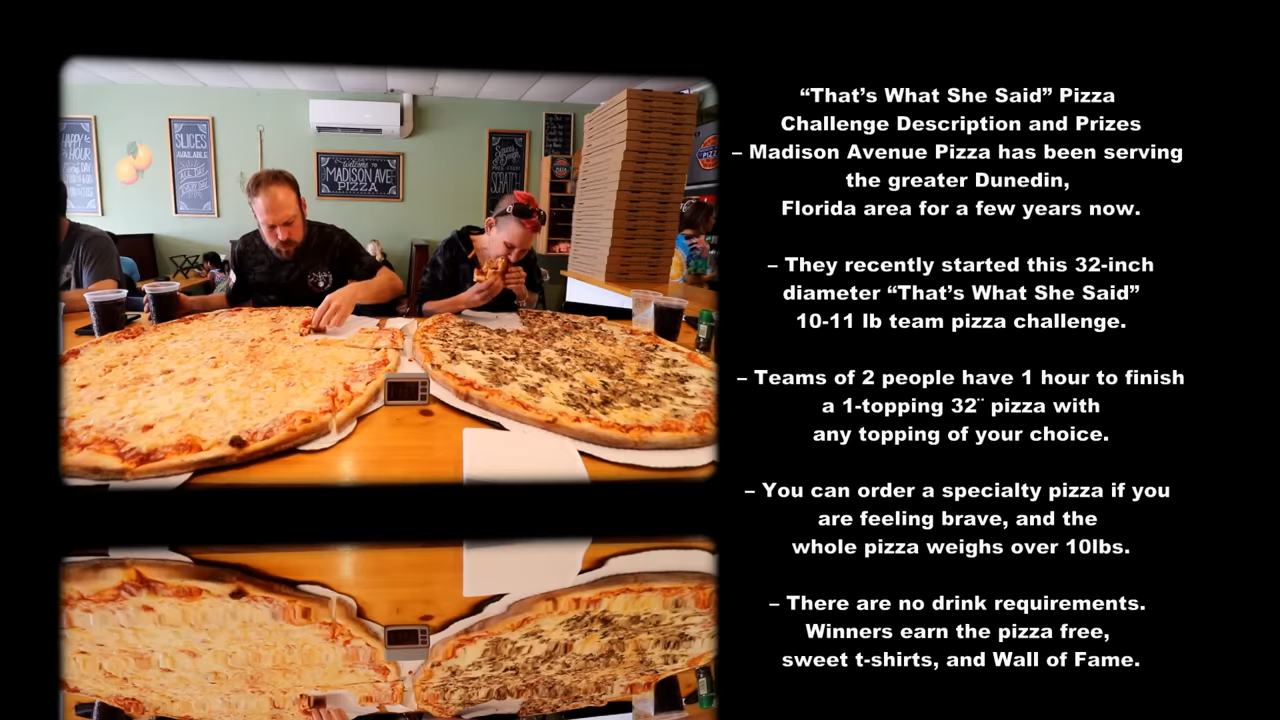 HAPPY
HOUR
SLICES
AVAILABLE
ALL DAY
WELCOME TO
MADISON AVE
PIZZA
SCRATCH
“That’s What She Said” Pizza
Challenge Description and Prizes
– Madison Avenue Pizza has been serving
the greater Dunedin,
Florida area for a few years now.
– They recently started this 32-inch
diameter “That’s What She Said”
10-11 lb team pizza challenge.
– Teams of 2 people have 1 hour to finish
a 1-topping 32¨ pizza with
any topping of your choice.
– You can order a specialty pizza if you
are feeling brave, and the
whole pizza weighs over 10lbs.
– There are no drink requirements.
Winners earn the pizza free,
sweet t-shirts, and Wall of Fame.